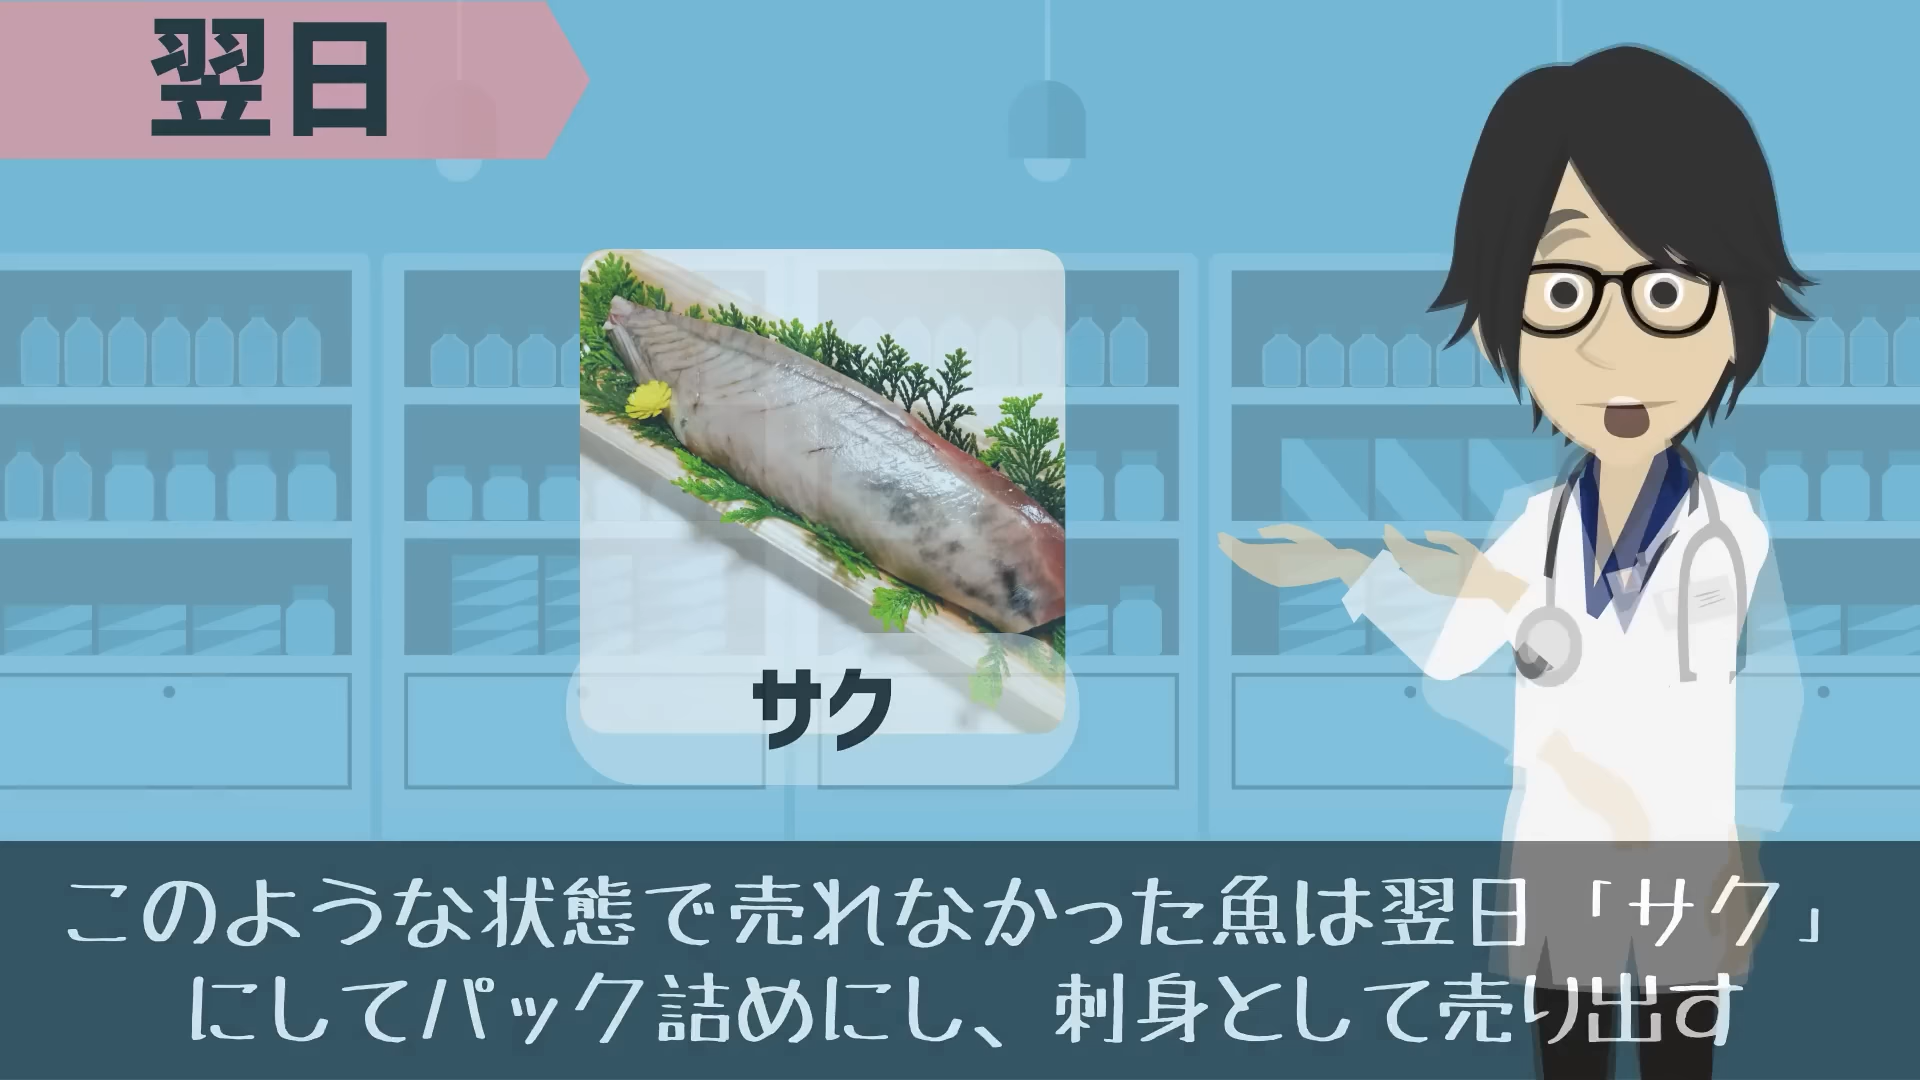 翌日
サク
このような状態で売れなかった魚は翌日「サク」
にしてパック詰めにし、刺身として売り出す